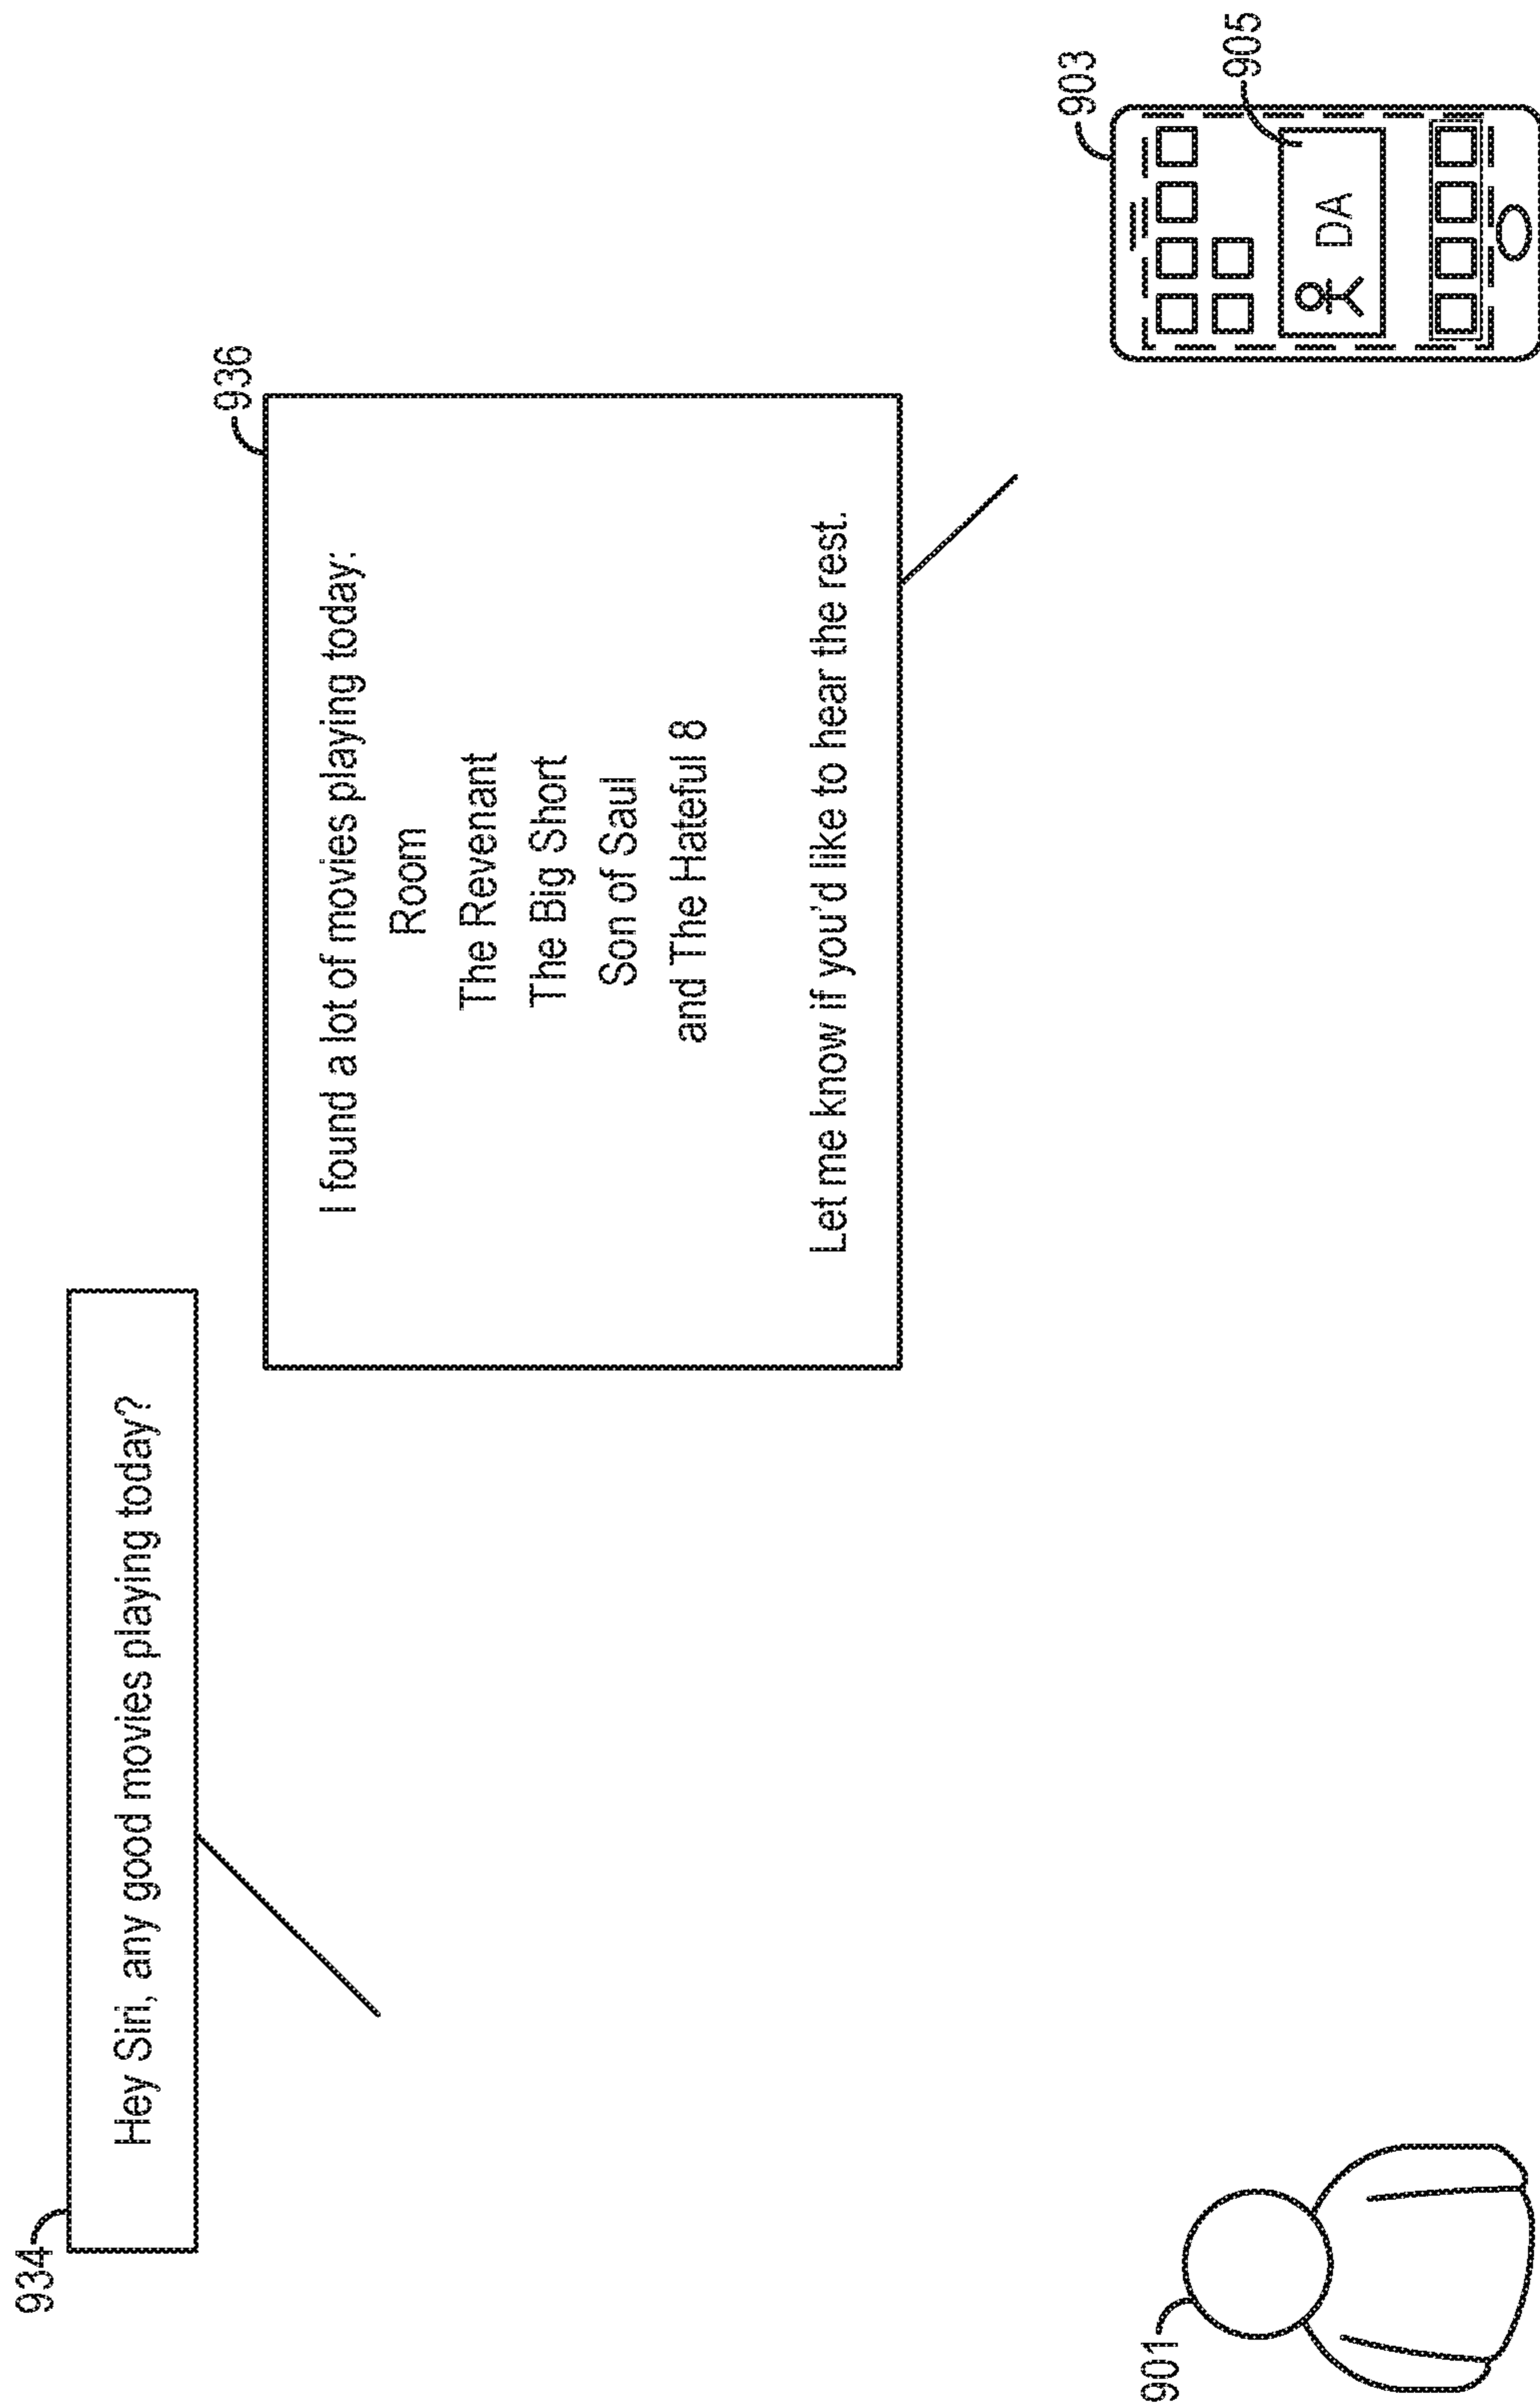 934
Hey Siri, any good movies playing today?
936
I found a lot of movies playing today:
Room
The Revenant
The Big Short
Son of Saul
and The Hateful 8
Let me know if you'd like to hear the rest.
901
903
905
DA